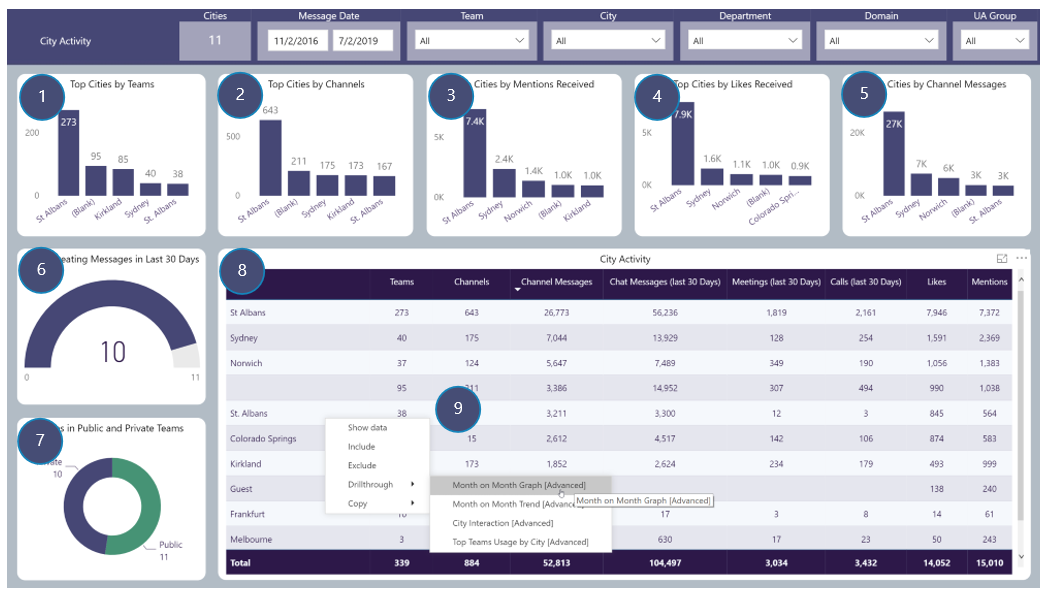 Cities
Message Date
Team
City
Department
Domain
UA Group
City Activity
11
11/2/2016
7/2/2019
All
All
All
All
All
1
Top Cities by Teams
200
0
273
95
85
40
38
St Albans
(Blank)
Kirkland
Sydney
St. Albans
2
Top Cities by Channels
500
0
643
211
175
173
167
St Albans
(Blank)
Sydney
Kirkland
St. Albans
3
Cities by Mentions Received
5K
0K
7.4K
2.4K
1.4K
1.0K
1.0K
St Albans
Sydney
Norwich
(Blank)
Kirkland
4
Top Cities by Likes Received
5K
0K
7.9K
1.6K
1.1K
1.0K
0.9K
St Albans
Sydney
Norwich
(Blank)
Colorado Spri...
5
Cities by Channel Messages
20K
0K
27K
7K
6K
3K
3K
St Albans
Sydney
Norwich
(Blank)
St. Albans
6
eating Messages in Last 30 Days
10
0
11
7
s in Public and Private Teams
10
Public
11
8
City Activity
Teams Channels Channel Messages Chat Messages (last 30 Days) Meetings (last 30 Days) Calls (last 30 Days) Likes Mentions
St Albans 273 643 26,773 56,236 1,819 2,161 7,946 7,372
Sydney 40 175 7,044 13,929 128 254 1,591 2,369
Norwich 37 124 5,647 7,489 349 190 1,056 1,383
95 211 3,386 14,952 307 494 990 1,038
St. Albans 38 3,211 3,300 12 3 845 564
Colorado Springs 15 2,612 4,517 142 106 874 583
Kirkland 173 1,852 2,624 234 179 493 999
Guest 138 240
Frankfurt 10 17 3 8 14 61
Melbourne 3 630 17 23 50 243
Total 339 884 52,813 104,497 3,034 3,432 14,052 15,010
9
Show data
Include
Exclude
Drillthrough
Copy
Month on Month Graph [Advanced]
Month on Month Trend [Advanc
City Interaction [Advanced]
Top Teams Usage by City [Advanced]
Month on Month Graph [Advanced]